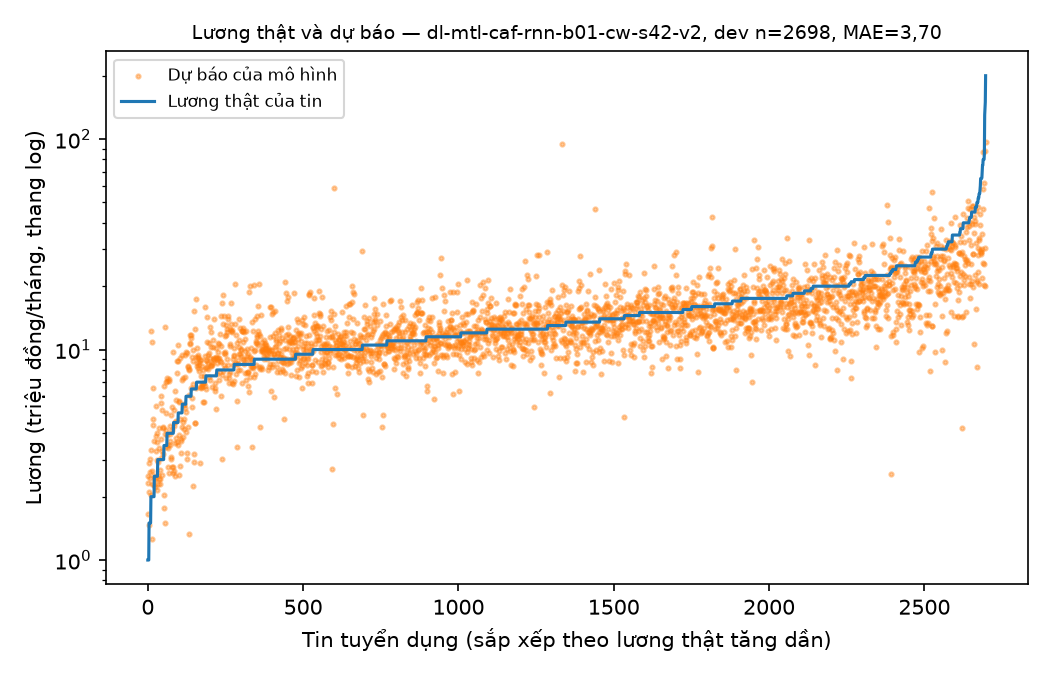 Lương thật và dự báo — dl-mtl-caf-rnn-b01-cw-s42-v2, dev n=2698, MAE=3,70
Dự báo của mô hình
Lương thật của tin
Lương (triệu đồng/tháng, thang log)
10²
10¹
10⁰
0 500 1000 1500 2000 2500
Tin tuyển dụng (sắp xếp theo lương thật tăng dần)